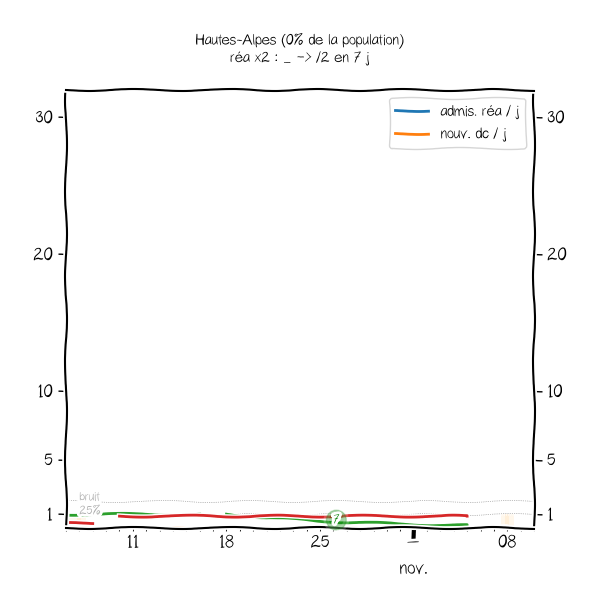 Hautes-Alpes (0% de la population)
réa x2 : _ -> /2 en 7 j
admis. réa / j
nouv. dc / j
30
30
20
20
10
10
5
5
bruit
25%
1
1
7
11
18
25
08
nov.